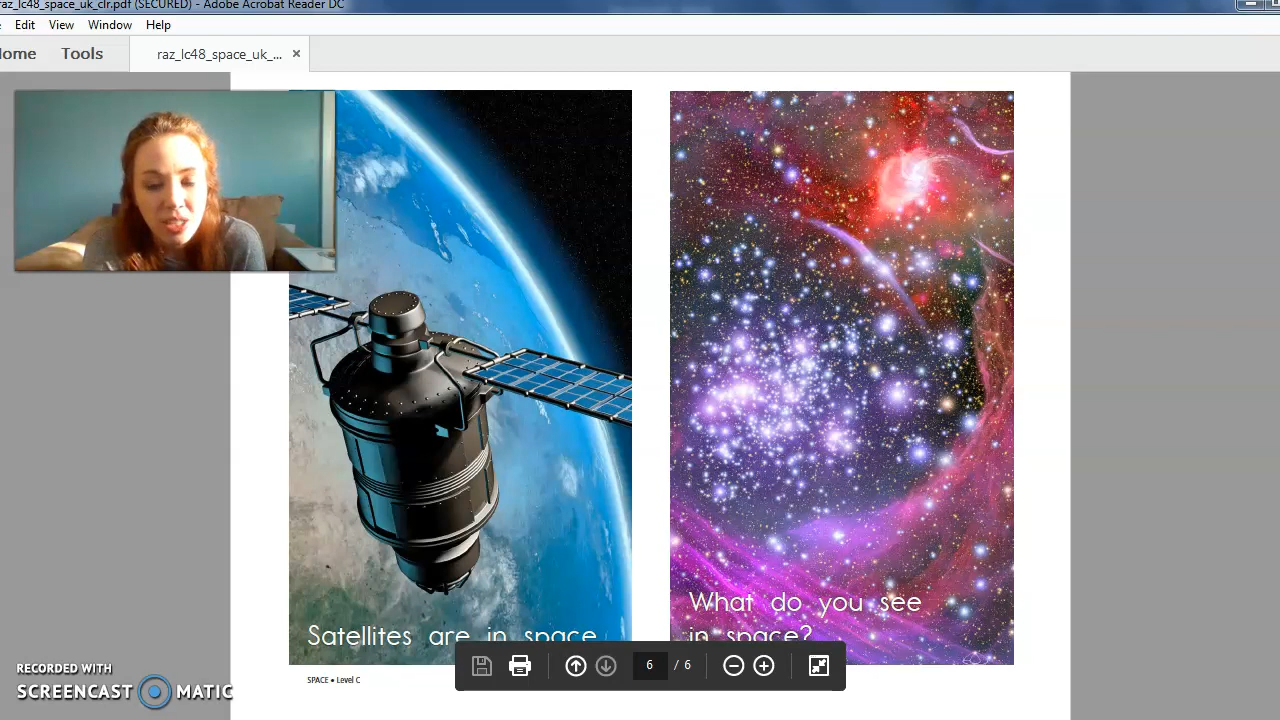 raz_lc48_space_uk_clr.pdf (SECURED) - Adobe Acrobat Reader DC
Edit View Window Help
Home Tools raz_lc48_space_uk_... ×
Satellites are in space
What do you see
in space?
6 / 6
SPACE • Level C
RECORDED WITH
SCREENCAST MATIC